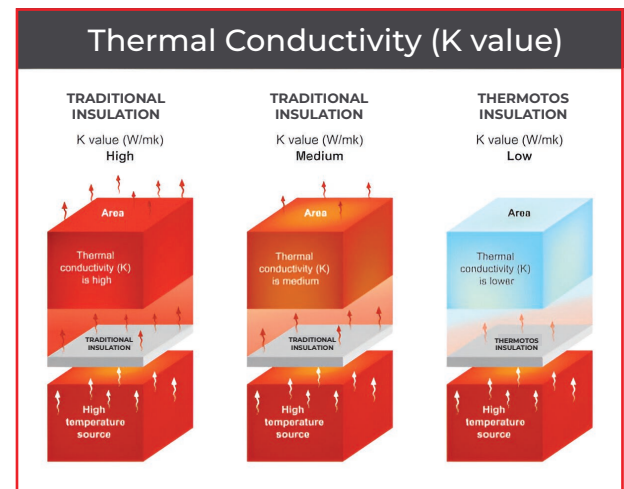 Thermal Conductivity (K value)
TRADITIONAL
INSULATION
K value (W/mk)
High
Area
Thermal
conductivity (K)
is high
TRADITIONAL
INSULATION
High
temperature
source
TRADITIONAL
INSULATION
K value (W/mk)
Medium
Area
Thermal
conductivity (K)
is medium
TRADITIONAL
INSULATION
High
temperature
source
THERMOTOS
INSULATION
K value (W/mk)
Low
Area
Thermal
conductivity (K)
is lower
THERMOTOS
INSULATION
High
temperature
source